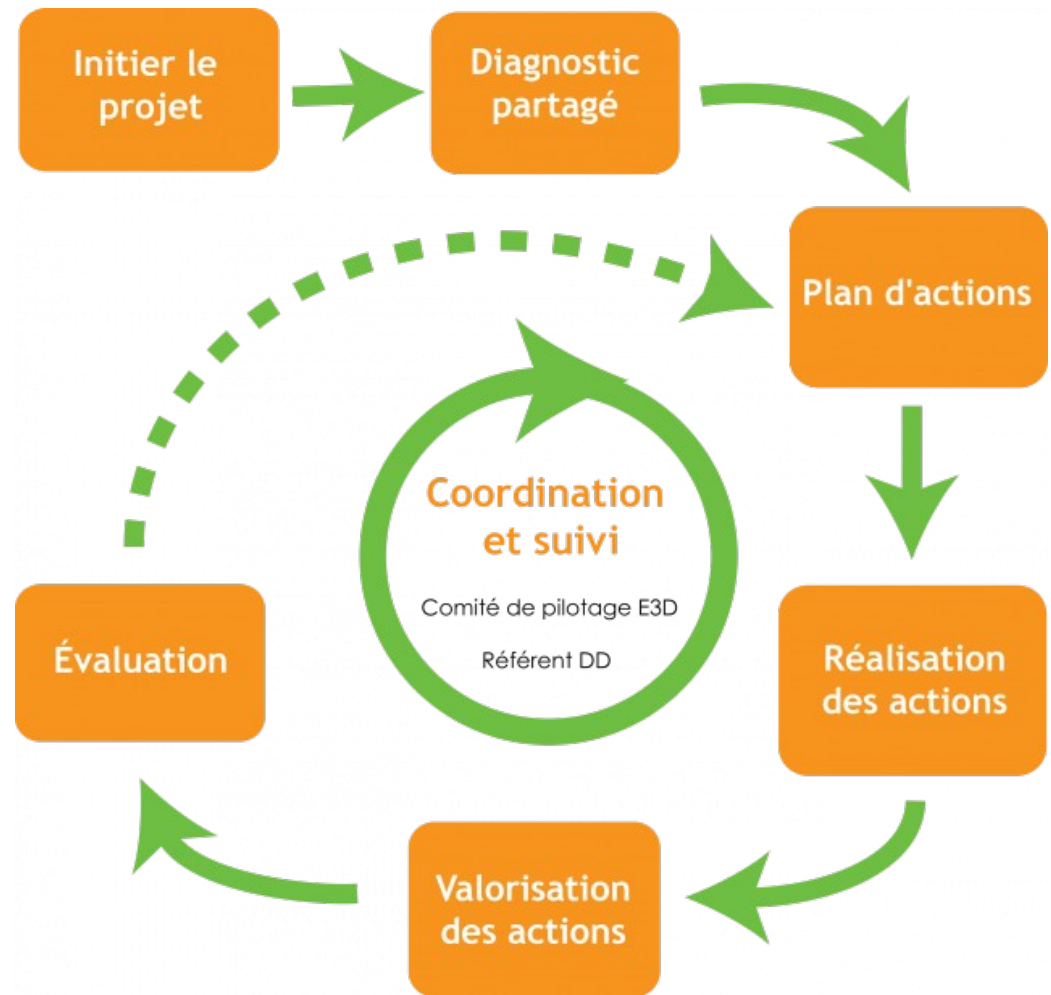 Initier le
projet
Diagnostic
partagé
Plan d'actions
Coordination
et suivi
Comité de pilotage E3D
Référent DD
Évaluation
Réalisation
des actions
Valorisation
des actions